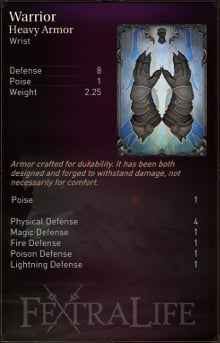 Warrior
Heavy Armor
Wrist
Defense 8
Poise 1
Weight 2.25
Armor crafted for durability. It has been both
designed and forged to withstand damage, not
necessarily for comfort.
Poise 1
Physical Defense 4
Magic Defense 1
Fire Defense 1
Poison Defense 1
Lightning Defense 1
FEXTRALIFE